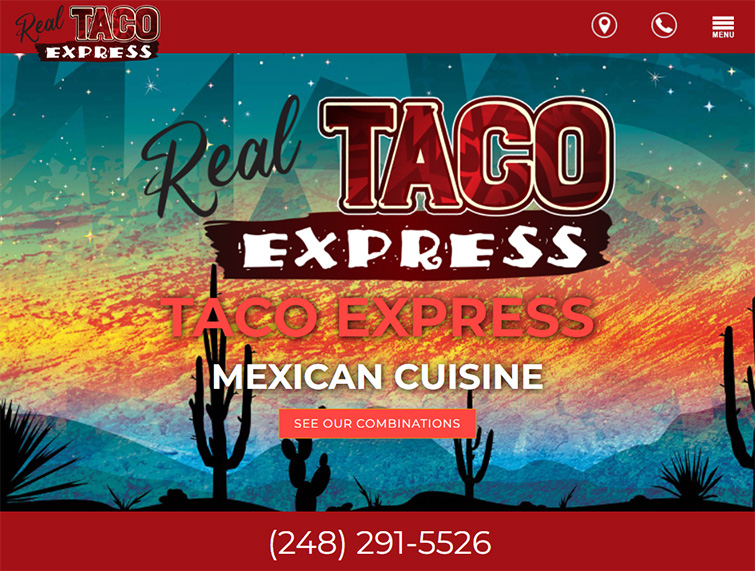 Real TACO
EXPRESS
MENU
Real TACO
EXPRESS
TACO EXPRESS
MEXICAN CUISINE
SEE OUR COMBINATIONS
(248) 291-5526